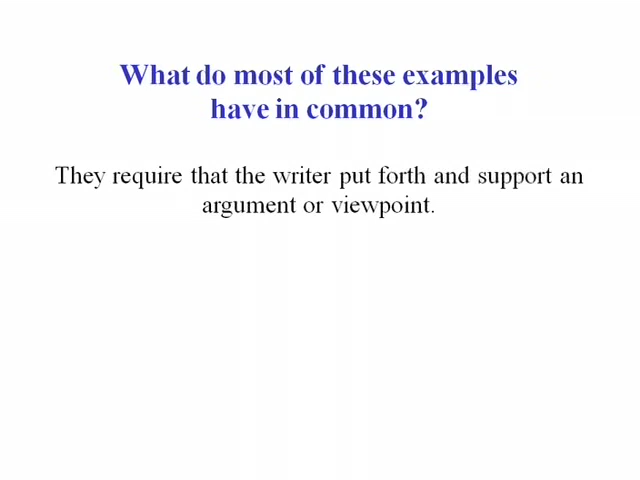 What do most of these examples
have in common?
They require that the writer put forth and support an
argument or viewpoint.